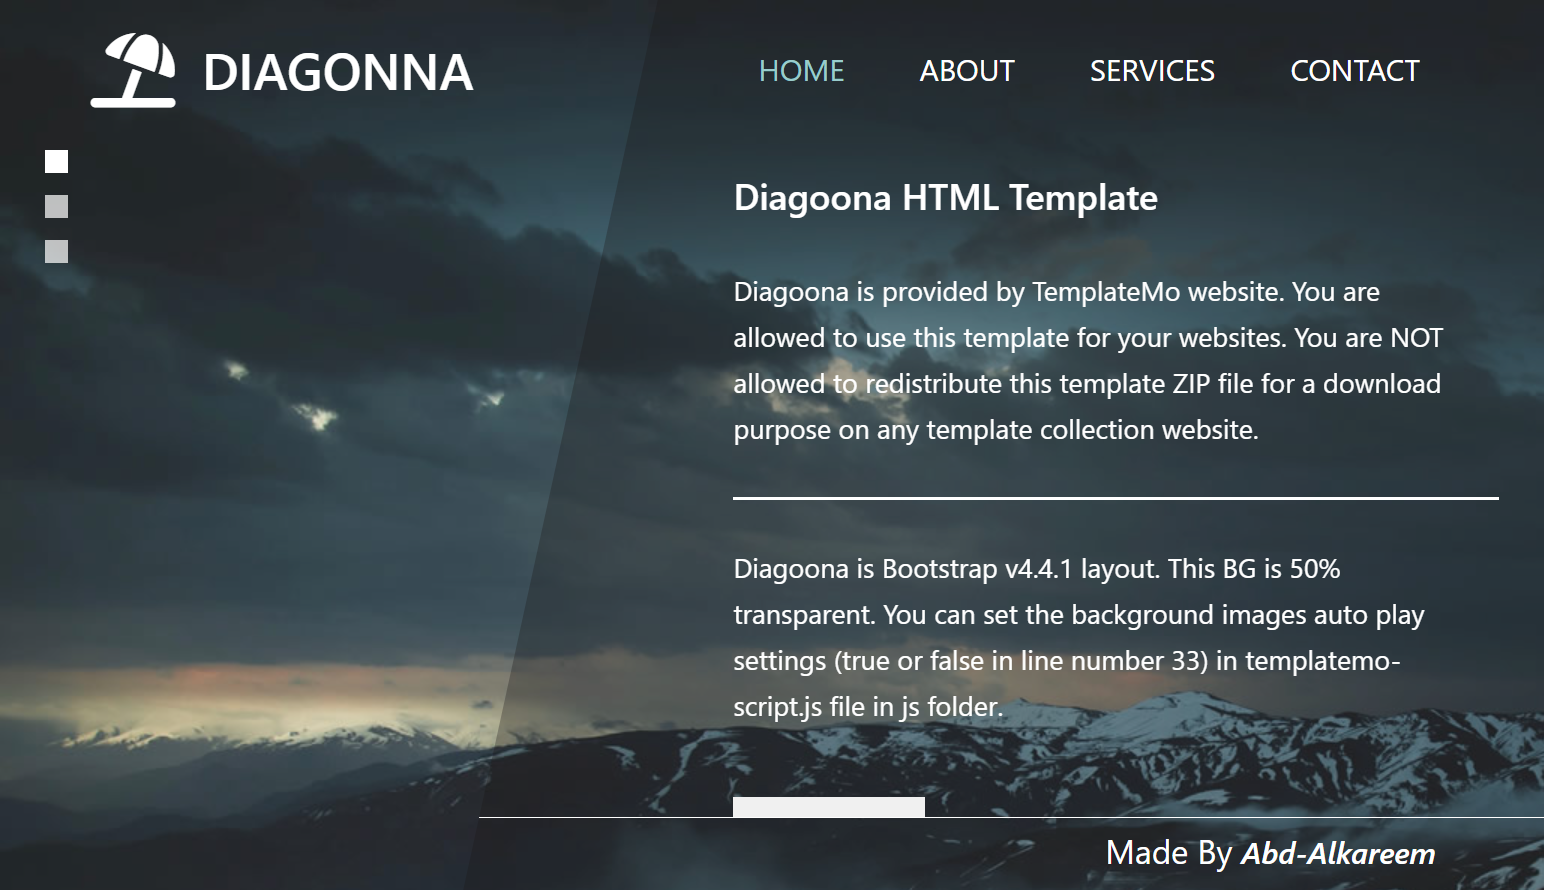 DIAGONNA
HOME ABOUT SERVICES CONTACT
Diagoona HTML Template
Diagoona is provided by TemplateMo website. You are
allowed to use this template for your websites. You are NOT
allowed to redistribute this template ZIP file for a download
purpose on any template collection website.
Diagoona is Bootstrap v4.4.1 layout. This BG is 50%
transparent. You can set the background images auto play
settings (true or false in line number 33) in templatemo-
script.js file in js folder.
Made By Abd-Alkareem